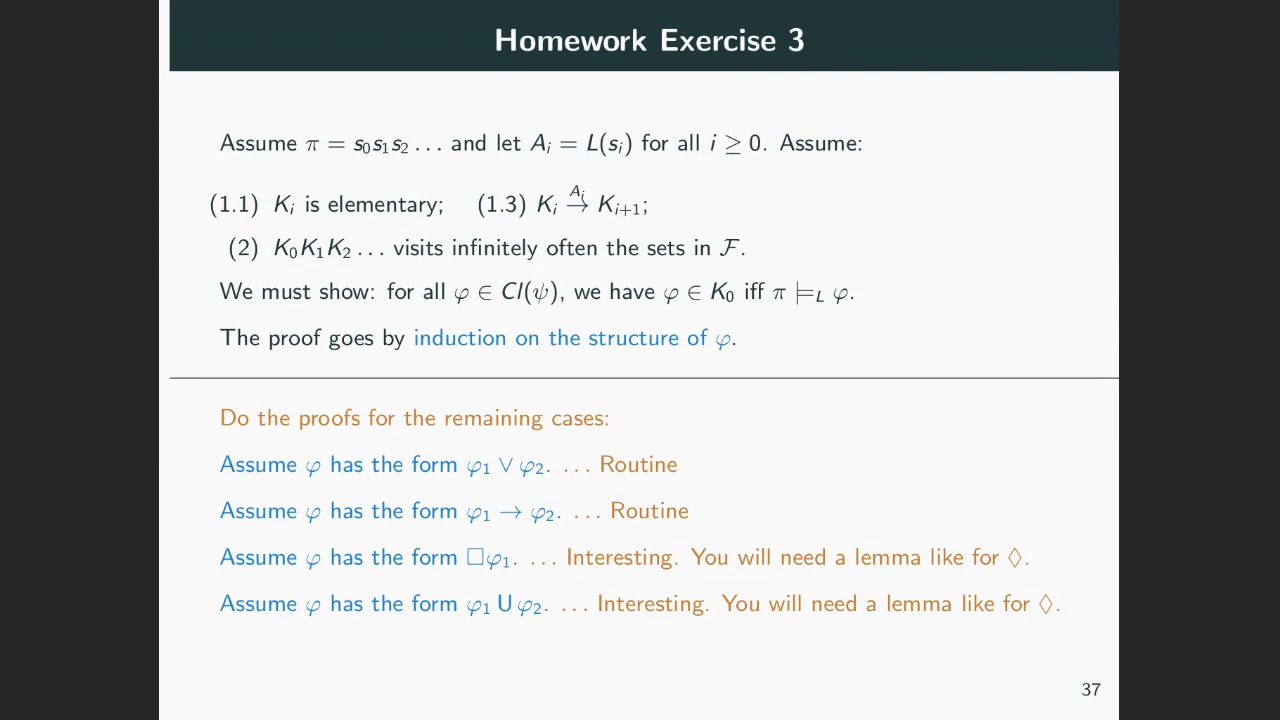 Homework Exercise 3
Assume π = s₀s₁s₂ . . . and let Aᵢ = L(sᵢ) for all i ≥ 0. Assume:
(1.1) Kᵢ is elementary; (1.3) Kᵢ →^{Aᵢ} Kᵢ₊₁;
(2) K₀K₁K₂ . . . visits infinitely often the sets in ℱ.
We must show: for all φ ∈ Cl(ψ), we have φ ∈ K₀ iff π ⊨_L φ.
The proof goes by induction on the structure of φ.
Do the proofs for the remaining cases:
Assume φ has the form φ₁ ∨ φ₂. . . . Routine
Assume φ has the form φ₁ → φ₂. . . . Routine
Assume φ has the form □φ₁. . . . Interesting. You will need a lemma like for ◊.
Assume φ has the form φ₁ U φ₂. . . . Interesting. You will need a lemma like for ◊.
37